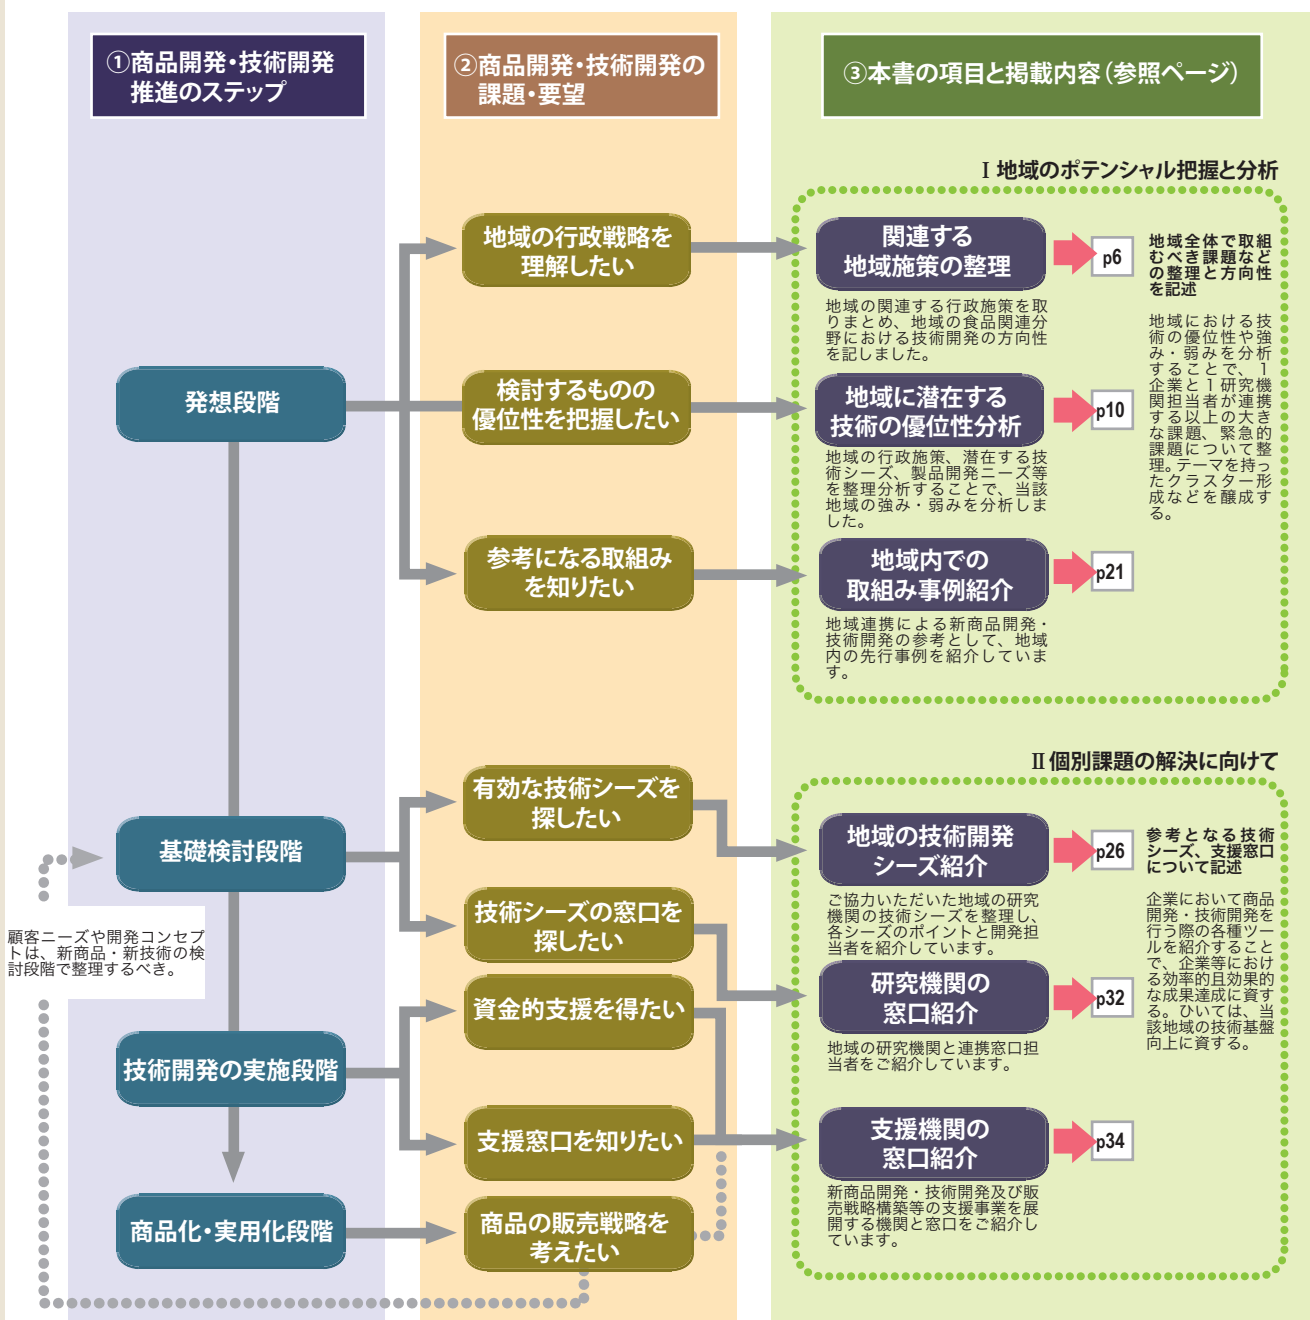 ①商品開発・技術開発
推進のステップ
②商品開発・技術開発の
課題・要望
③本書の項目と掲載内容（参照ページ）
Ⅰ 地域のポテンシャル把握と分析
発想段階
地域の行政戦略を
理解したい
関連する
地域施策の整理
p6
地域の関連する行政施策を取
りまとめ、地域の食品関連分
野における技術開発の方向性
を記しました。
検討するものの
優位性を把握したい
地域に潜在する
技術の優位性分析
p10
地域の行政施策、潜在する技
術シーズ、製品開発ニーズ等
を整理分析することで、当該
地域の強み・弱みを分析しま
した。
参考になる取組み
を知りたい
地域内での
取組み事例紹介
p21
地域連携による新商品開発・
技術開発の参考として、地域
内の先行事例を紹介していま
す。
地域全体で取組
むべき課題など
の整理と方向性
を記述
地域における技
術の優位性や強
み・弱みを分析
することで、1
企業と1研究機
関担当者が連携
する以上の大き
な課題、緊急的
課題について整
理。テーマを持っ
たクラスター形
成などを醸成す
る。
Ⅱ 個別課題の解決に向けて
基礎検討段階
有効な技術シーズを
探したい
地域の技術開発
シーズ紹介
p26
ご協力いただいた地域の研究
機関の技術シーズを整理し、
各シーズのポイントと開発担
当者を紹介しています。
技術シーズの窓口を
探したい
研究機関の
窓口紹介
p32
地域の研究機関と連携窓口担
当者をご紹介しています。
顧客ニーズや開発コンセプ
トは、新商品・新技術の検
討段階で整理するべき。
技術開発の実施段階
資金的支援を得たい
支援窓口を知りたい
支援機関の
窓口紹介
p34
新商品開発・技術開発及び販
売戦略構築等の支援事業を展
開する機関と窓口をご紹介し
ています。
商品化・実用化段階
商品の販売戦略を
考えたい
参考となる技術
シーズ、支援窓口
について記述
企業において商品
開発・技術開発を
行う際の各種ツー
ルを紹介すること
で、企業等におけ
る効率的且効果的
な成果達成に資す
る。ひいては、当
該地域の技術基盤
向上に資する。